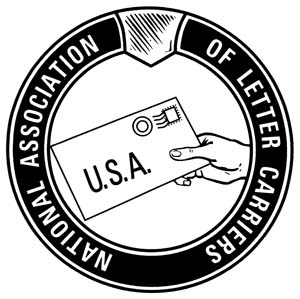 NATIONAL ASSOCIATION
OF LETTER CARRIERS
U.S.A.